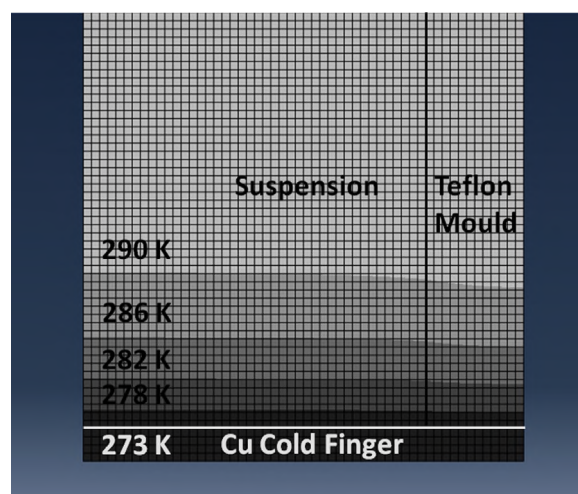 Suspension
Teflon
Mould
290 K
286 K
282 K
278 K
273 K Cu Cold Finger